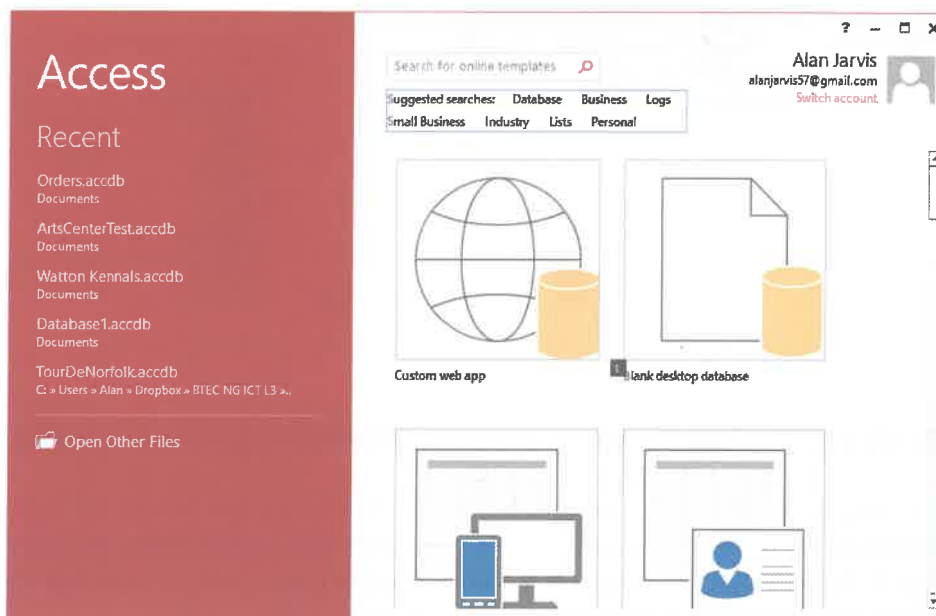 Access
Recent
Orders.accdb
Documents
ArtsCenterTest.accdb
Documents
Watton Kennals.accdb
Documents
Database1.accdb
Documents
TourDeNorfolk.accdb
C: » Users » Alan » Dropbox » BTEC NG ICT L3 »..
Open Other Files
?
Search for online templates
Alan Jarvis
alanjarvis57@gmail.com
Switch account
Suggested searches: Database Business Logs
Small Business Industry Lists Personal
Custom web app
1
Blank desktop database